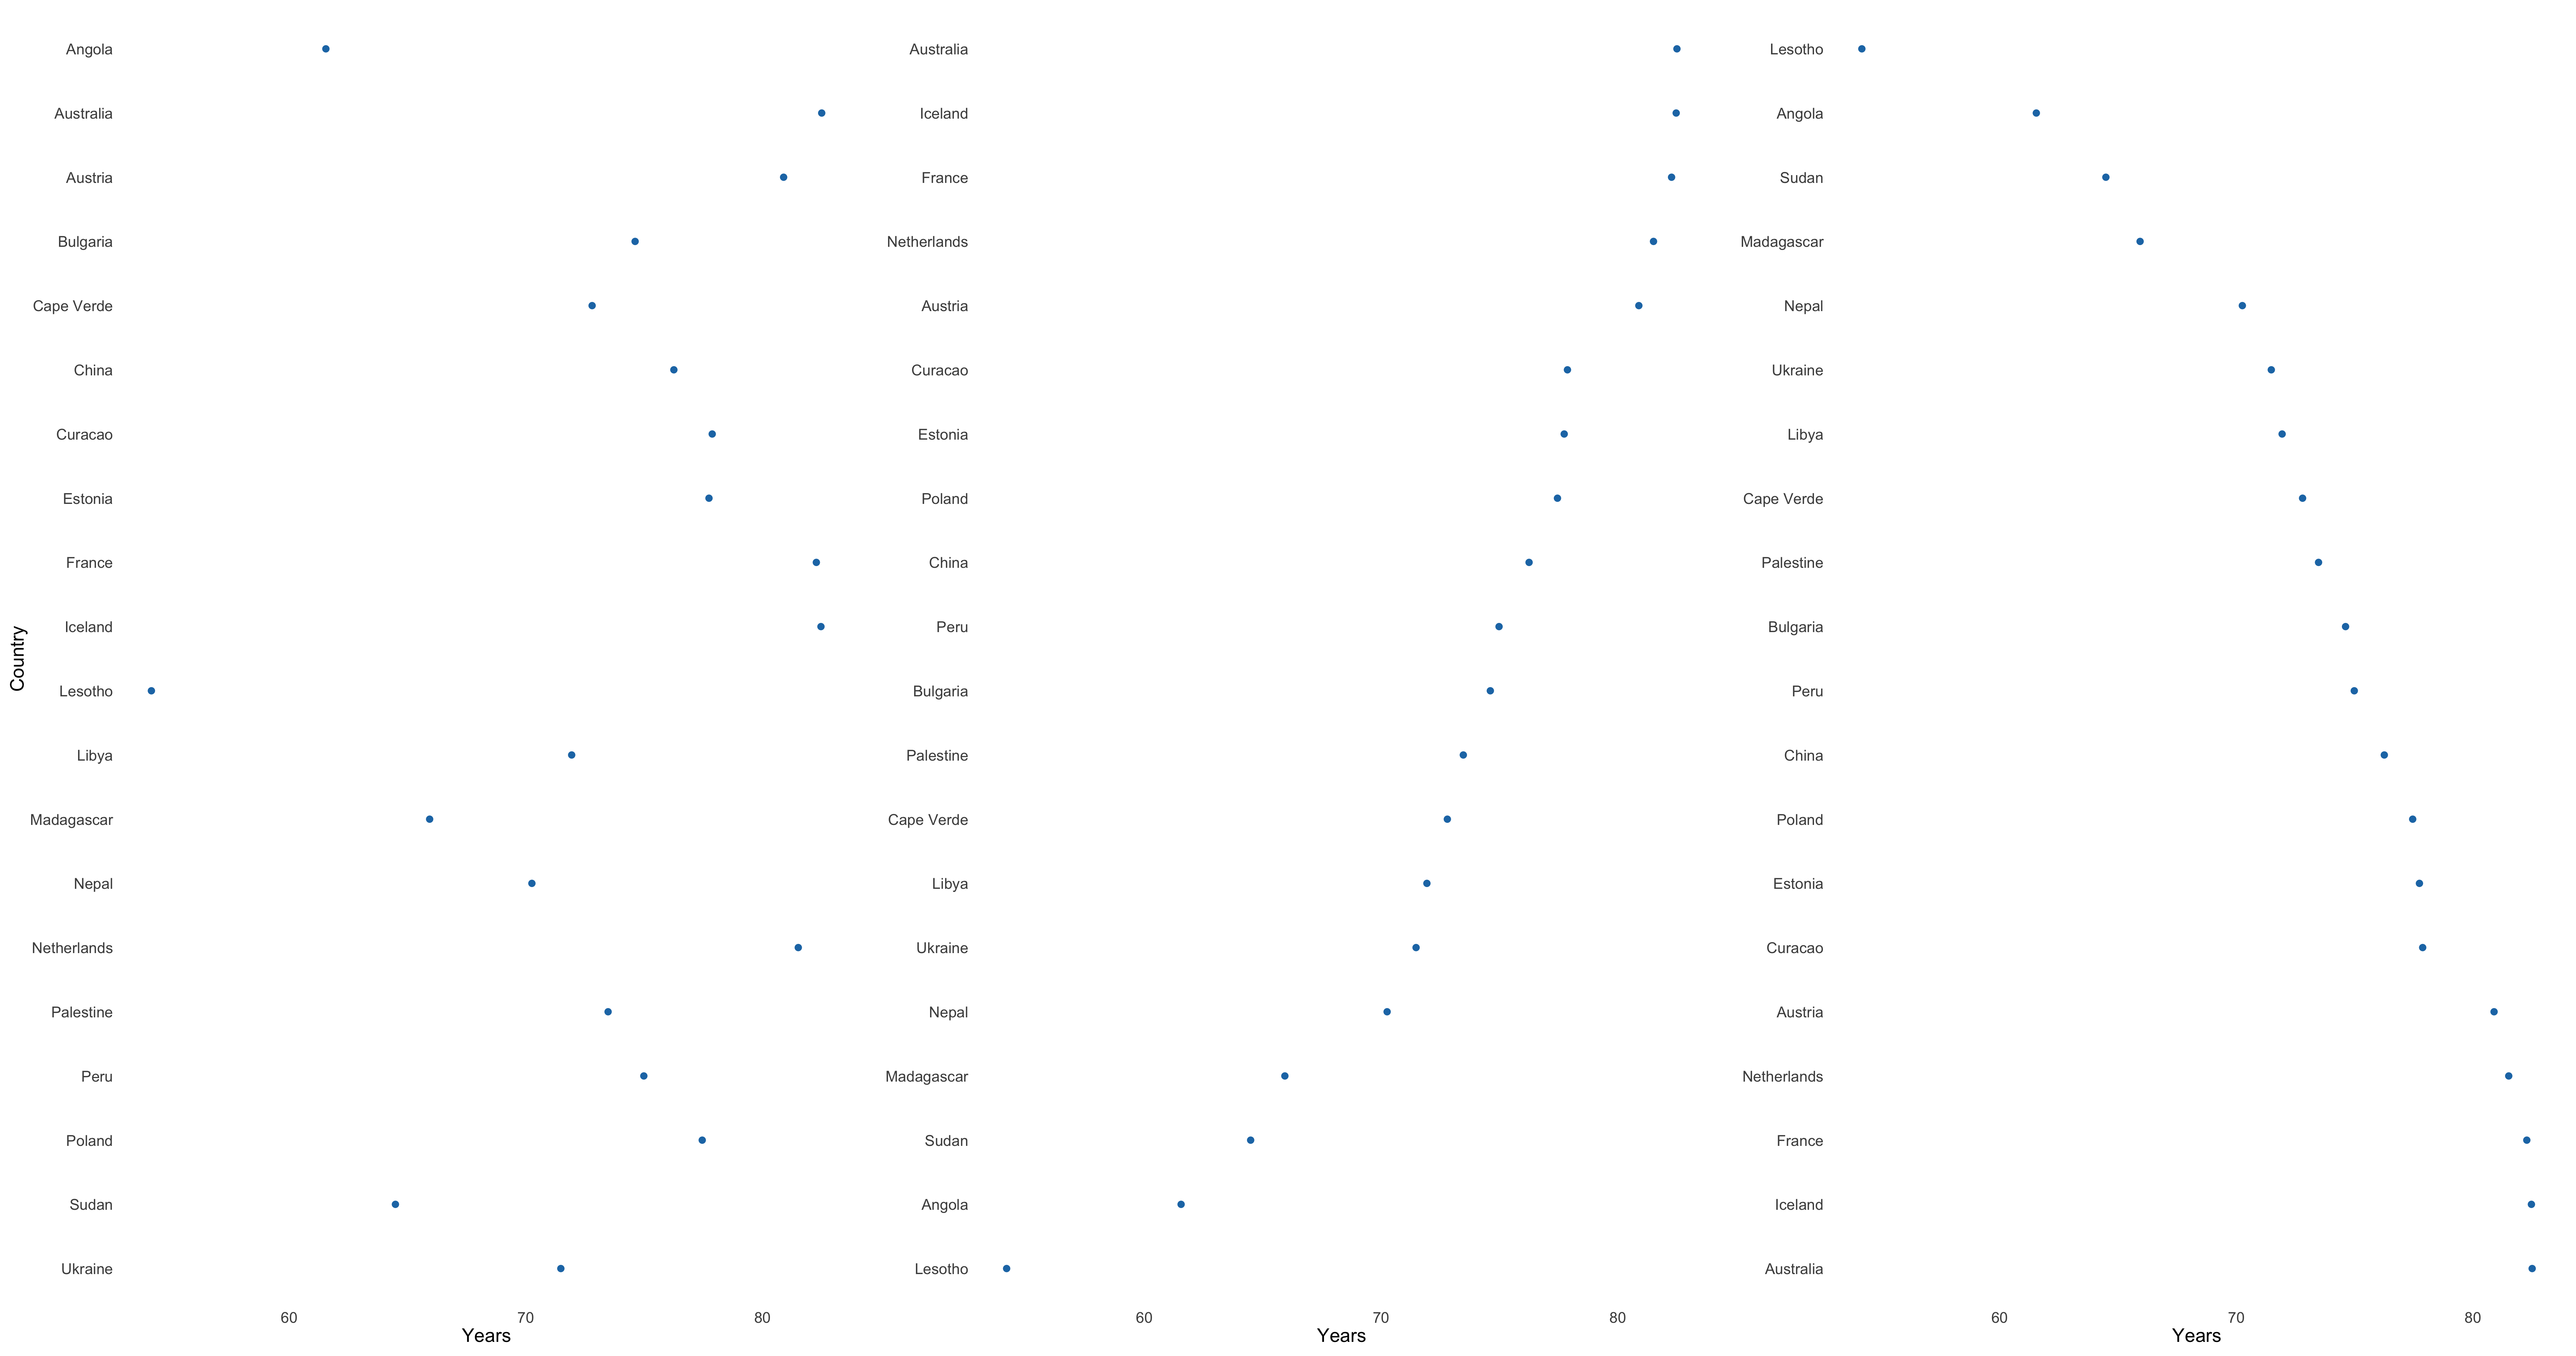 Country
Angola
Australia
Austria
Bulgaria
Cape Verde
China
Curacao
Estonia
France
Iceland
Lesotho
Libya
Madagascar
Nepal
Netherlands
Palestine
Peru
Poland
Sudan
Ukraine
60 70 80
Years
Australia
Iceland
France
Netherlands
Austria
Curacao
Estonia
Poland
China
Peru
Bulgaria
Palestine
Cape Verde
Libya
Ukraine
Nepal
Madagascar
Sudan
Angola
Lesotho
60 70 80
Years
Lesotho
Angola
Sudan
Madagascar
Nepal
Ukraine
Libya
Cape Verde
Palestine
Bulgaria
Peru
China
Poland
Estonia
Curacao
Austria
Netherlands
France
Iceland
Australia
60 70 80
Years